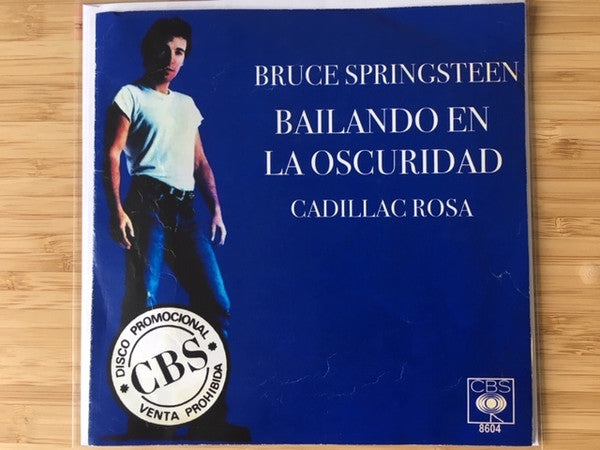 BRUCE SPRINGSTEEN
BAILANDO EN
LA OSCURIDAD
CADILLAC ROSA
* DISCO PROMOCIONAL *
CBS
VENTA PROHIBIDA
CBS
8604